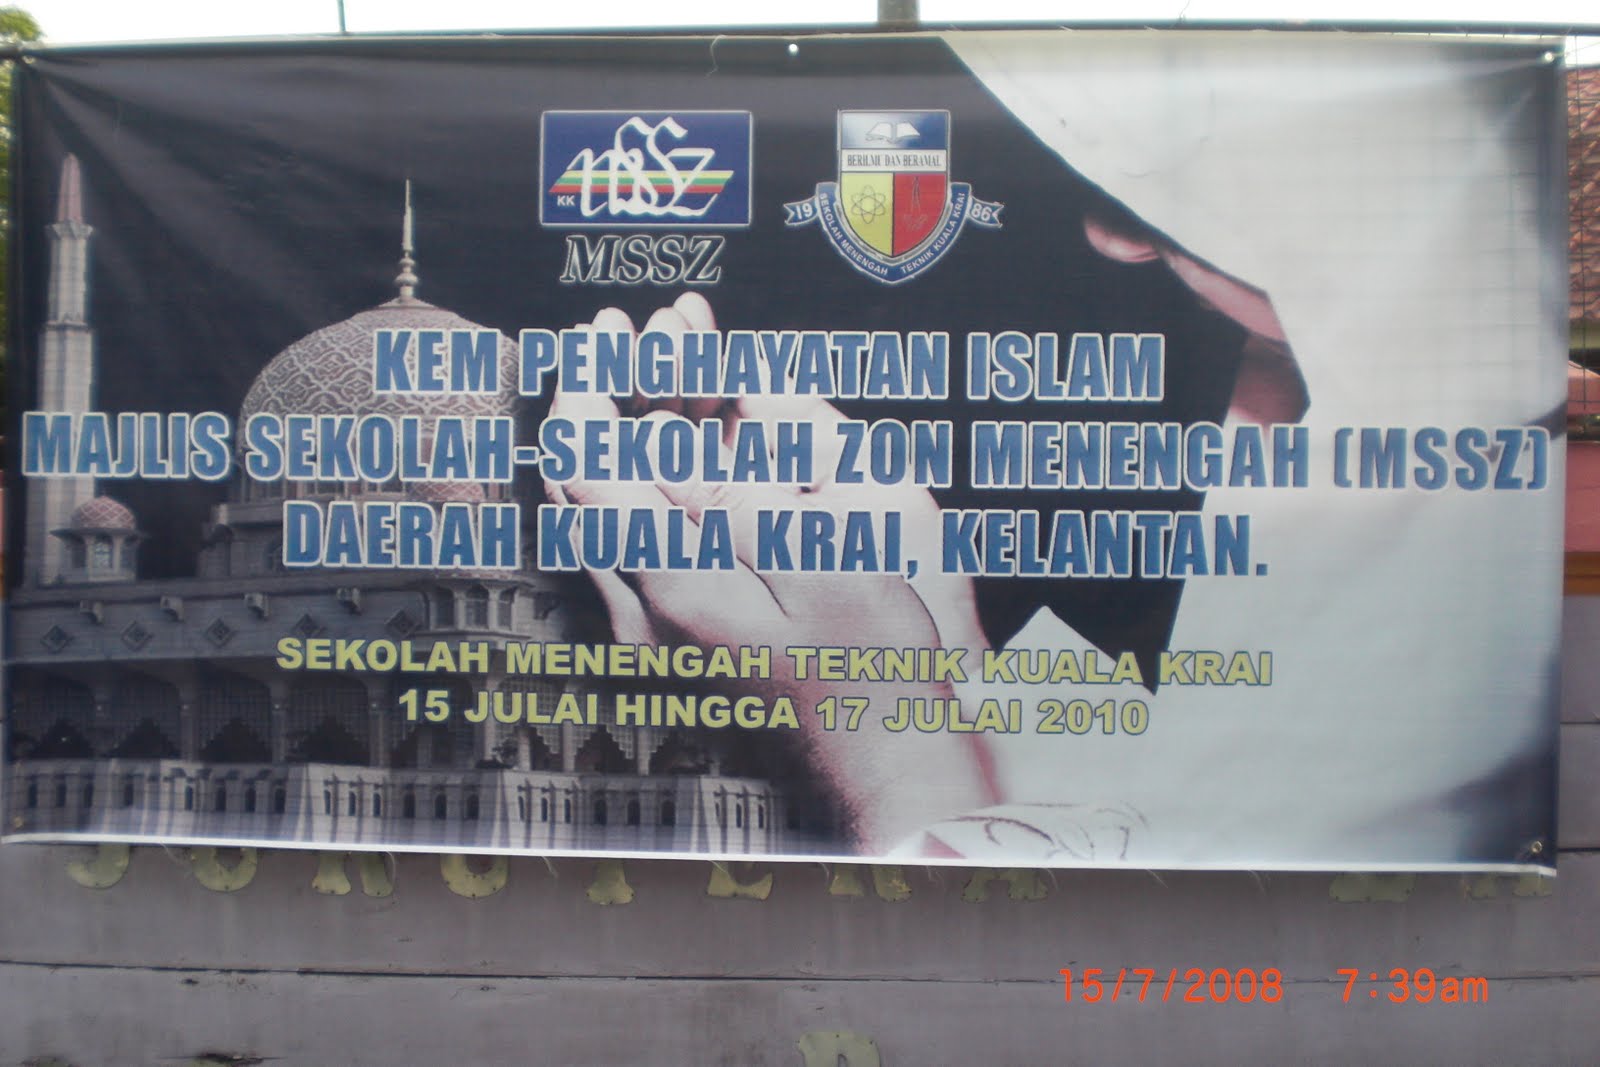 KK MSSZ
MSSZ
BERILMU DAN BERAMAL
1986
SEKOLAH MENENGAH TEKNIK KUALA KRAI
KEM PENGHAYATAN ISLAM
MAJLIS SEKOLAH-SEKOLAH ZON MENENGAH (MSSZ)
DAERAH KUALA KRAI, KELANTAN.
SEKOLAH MENENGAH TEKNIK KUALA KRAI
15 JULAI HINGGA 17 JULAI 2010
15/7/2008 7:39am